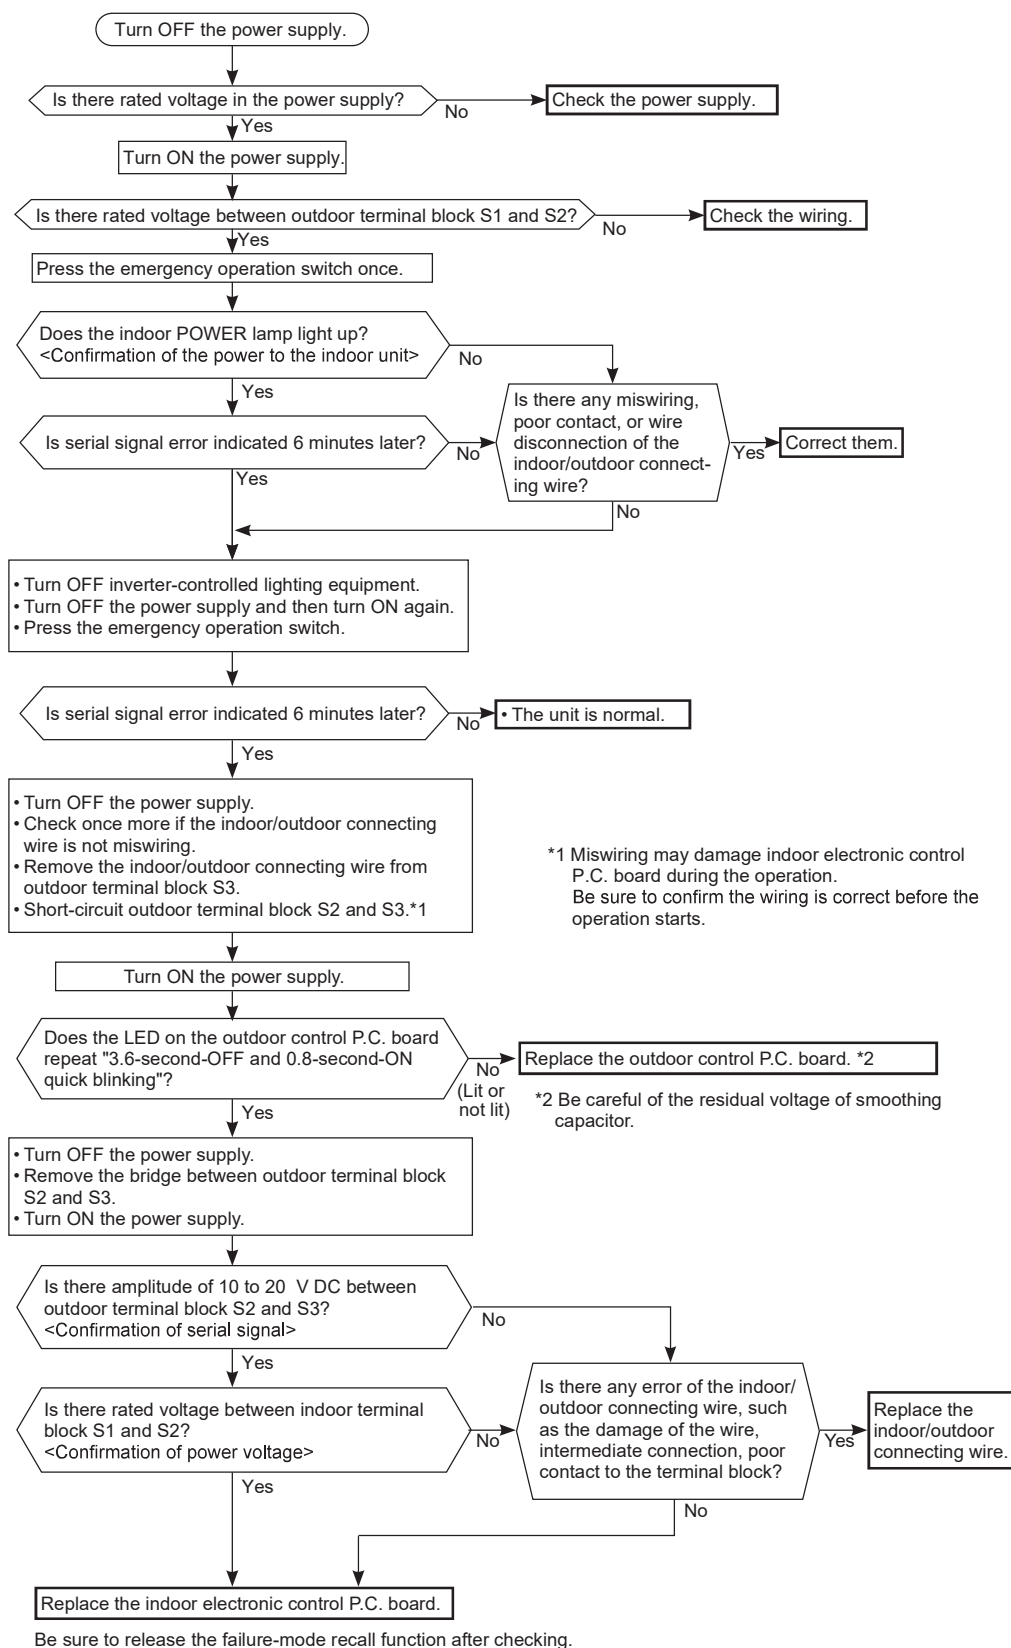 Turn OFF the power supply.
Is there rated voltage in the power supply?
No
Check the power supply.
Yes
Turn ON the power supply.
Is there rated voltage between outdoor terminal block S1 and S2?
No
Check the wiring.
Yes
Press the emergency operation switch once.
Does the indoor POWER lamp light up?
<Confirmation of the power to the indoor unit>
No
Yes
Is there any miswiring,
poor contact, or wire
disconnection of the
indoor/outdoor connect-
ing wire?
Yes
Correct them.
No
Is serial signal error indicated 6 minutes later?
No
Yes
• Turn OFF inverter-controlled lighting equipment.
• Turn OFF the power supply and then turn ON again.
• Press the emergency operation switch.
Is serial signal error indicated 6 minutes later?
No
• The unit is normal.
Yes
• Turn OFF the power supply.
• Check once more if the indoor/outdoor connecting
wire is not miswiring.
• Remove the indoor/outdoor connecting wire from
outdoor terminal block S3.
• Short-circuit outdoor terminal block S2 and S3.*1
*1 Miswiring may damage indoor electronic control
P.C. board during the operation.
Be sure to confirm the wiring is correct before the
operation starts.
Turn ON the power supply.
Does the LED on the outdoor control P.C. board
repeat "3.6-second-OFF and 0.8-second-ON
quick blinking"?
No
(Lit or
not lit)
Replace the outdoor control P.C. board. *2
*2 Be careful of the residual voltage of smoothing
capacitor.
Yes
• Turn OFF the power supply.
• Remove the bridge between outdoor terminal block
S2 and S3.
• Turn ON the power supply.
Is there amplitude of 10 to 20 V DC between
outdoor terminal block S2 and S3?
<Confirmation of serial signal>
No
Yes
Is there rated voltage between indoor terminal
block S1 and S2?
<Confirmation of power voltage>
No
Yes
Is there any error of the indoor/
outdoor connecting wire, such
as the damage of the wire,
intermediate connection, poor
contact to the terminal block?
Yes
Replace the
indoor/outdoor
connecting wire.
No
Replace the indoor electronic control P.C. board.
Be sure to release the failure-mode recall function after checking.